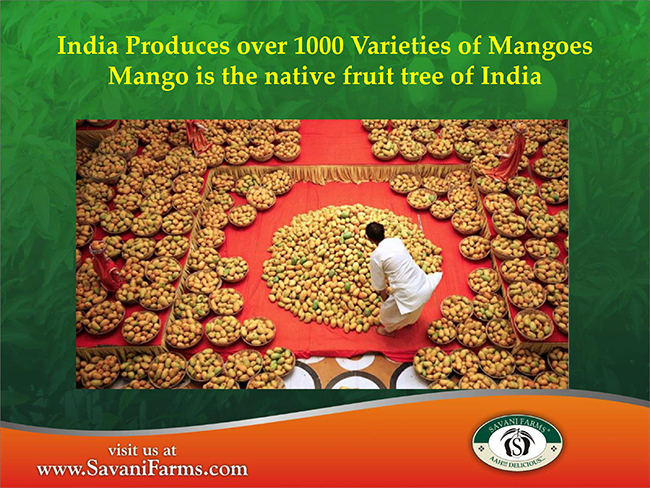 India Produces over 1000 Varieties of Mangoes
Mango is the native fruit tree of India
visit us at
www.SavaniFarms.com
SAVANI FARMS
S
AAH!!! DELICIOUS...